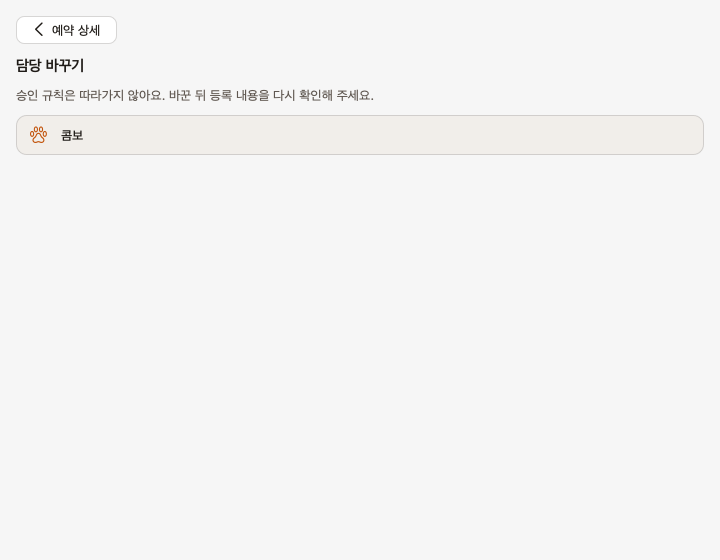 예약 상세
담당 바꾸기
승인 규칙은 따라가지 않아요. 바꾼 뒤 등록 내용을 다시 확인해 주세요.
콤보